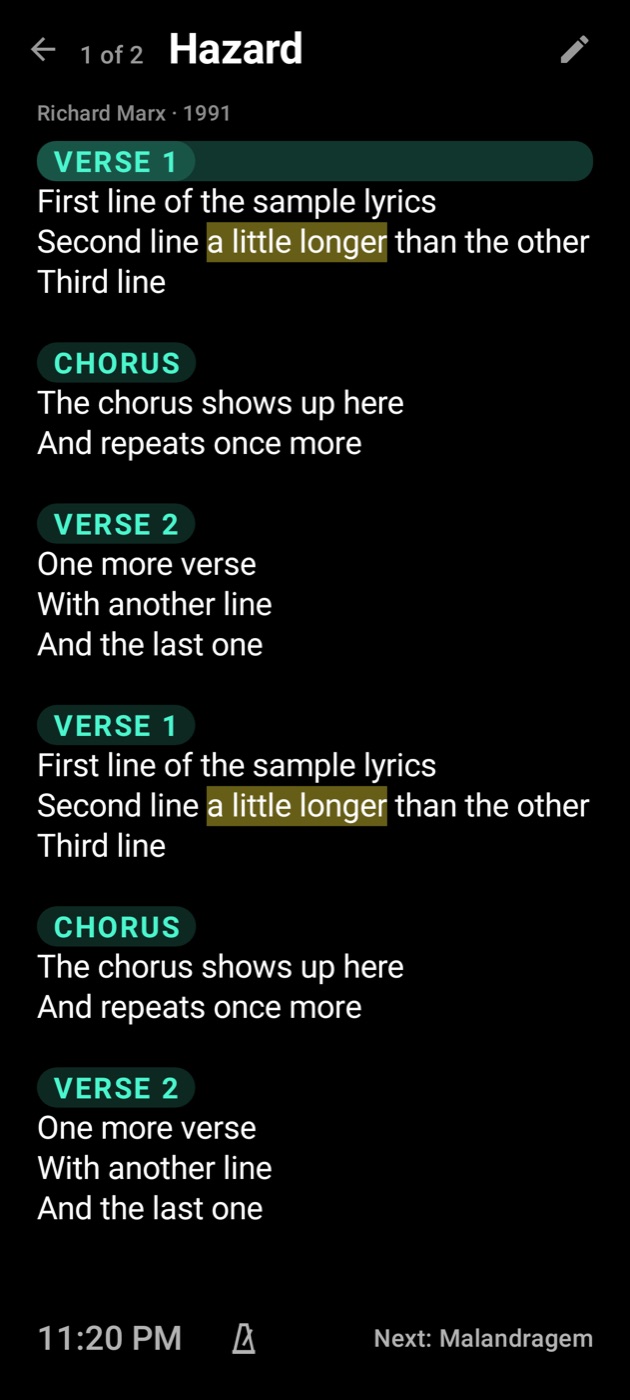 1 of 2 Hazard
Richard Marx · 1991
VERSE 1
First line of the sample lyrics
Second line a little longer than the other
Third line
CHORUS
The chorus shows up here
And repeats once more
VERSE 2
One more verse
With another line
And the last one
VERSE 1
First line of the sample lyrics
Second line a little longer than the other
Third line
CHORUS
The chorus shows up here
And repeats once more
VERSE 2
One more verse
With another line
And the last one
11:20 PM Next: Malandragem